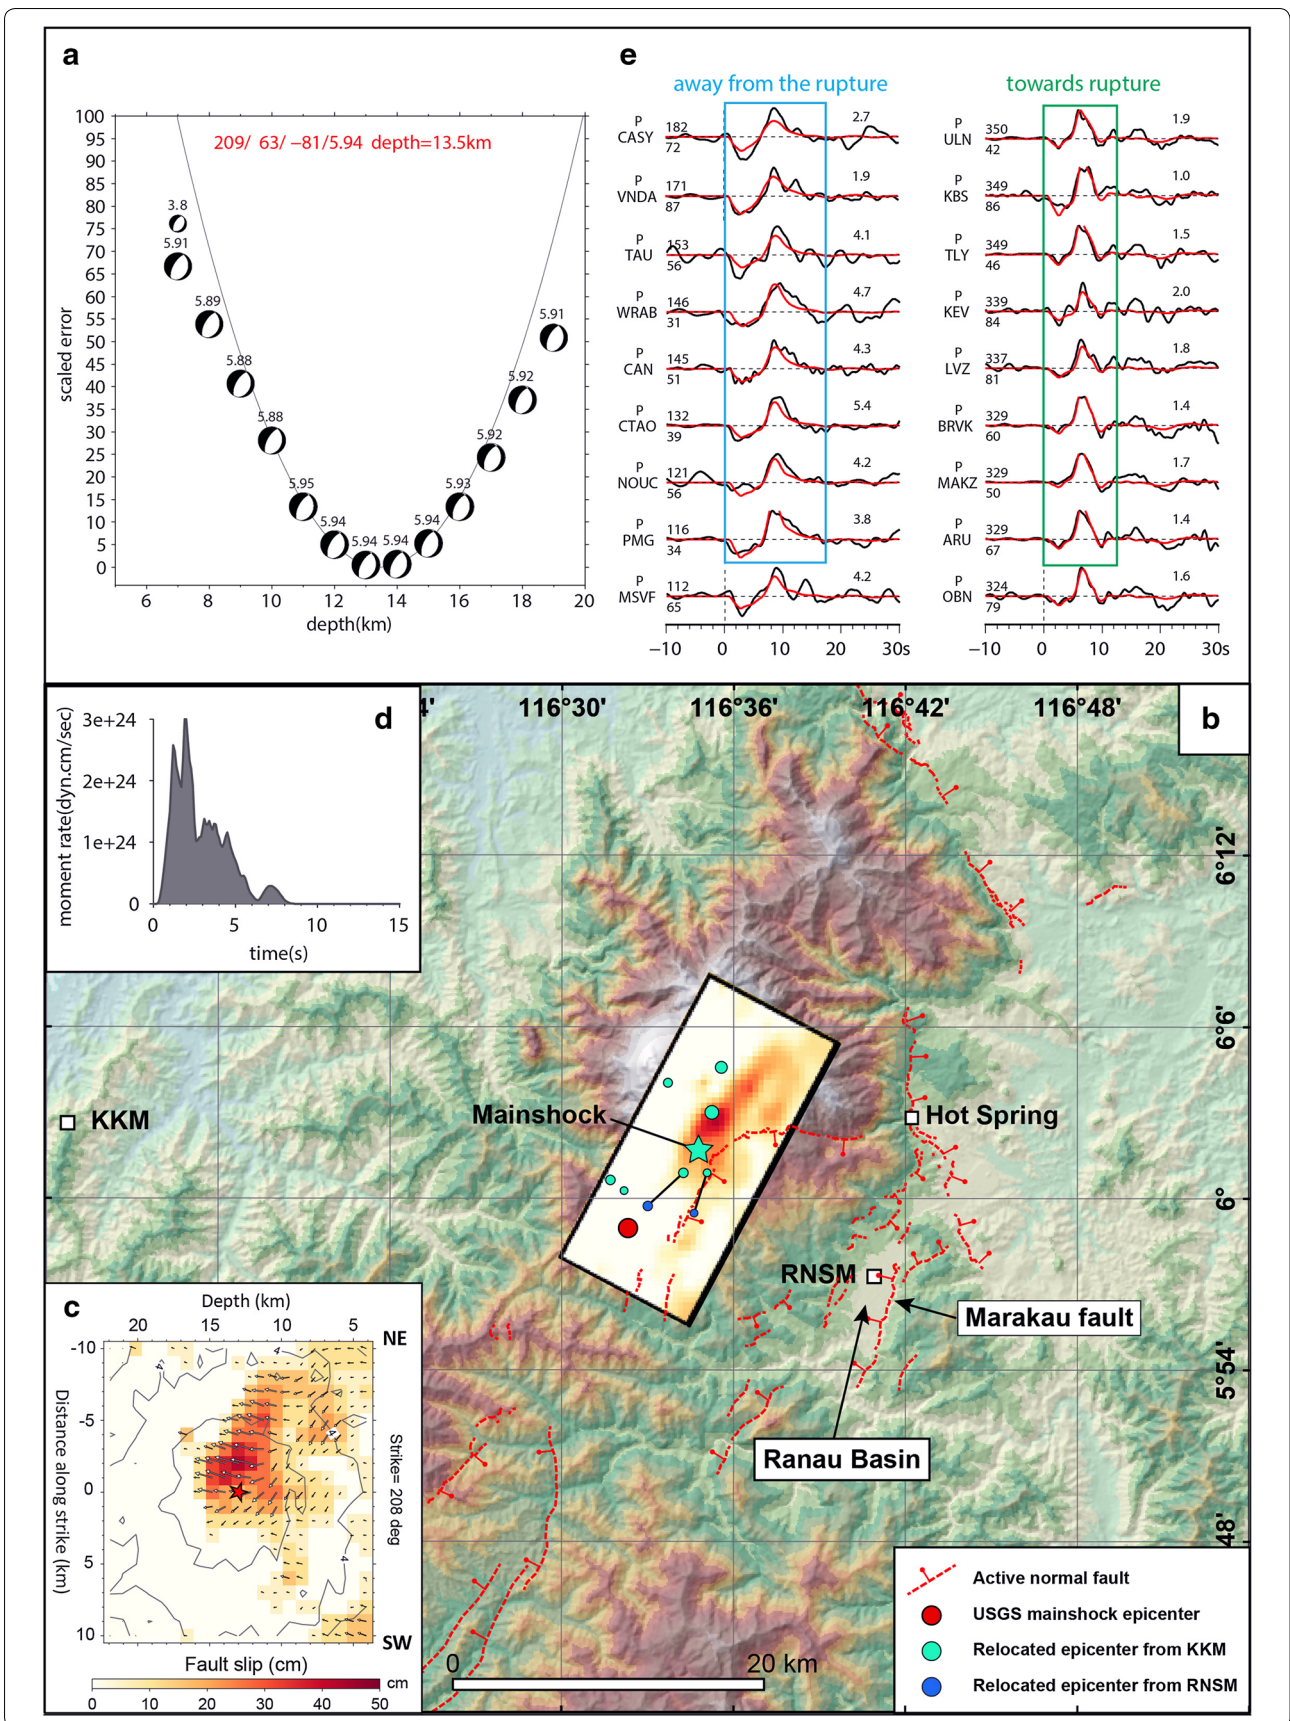 a
209/ 63/ −81/5.94 depth=13.5km
scaled error
100
95
90
85
80
75
70
65
60
55
50
45
40
35
30
25
20
15
10
5
0
3.8
5.91
5.89
5.88
5.88
5.95
5.94
5.94
5.94
5.94
5.93
5.92
5.92
5.91
6 8 10 12 14 16 18 20
depth(km)
e
away from the rupture
P CASY 182 72 2.7
P VNDA 171 87 1.9
P TAU 153 56 4.1
P WRAB 146 31 4.7
P CAN 145 51 4.3
P CTAO 132 39 5.4
P NOUC 121 56 4.2
P PMG 116 34 3.8
P MSVF 112 65 4.2
−10 0 10 20 30s
towards rupture
P ULN 350 42 1.9
P KBS 349 86 1.0
P TLY 349 46 1.5
P KEV 339 84 2.0
P LVZ 337 81 1.8
P BRVK 329 60 1.4
P MAKZ 329 50 1.7
P ARU 329 67 1.4
P OBN 324 79 1.6
−10 0 10 20 30s
d
moment rate(dyn.cm/sec)
3e+24
2e+24
1e+24
0
0 5 10 15
time(s)
b
4' 116°30' 116°36' 116°42' 116°48'
6°12'
6°6'
6°
5°54'
48'
KKM
Mainshock
Hot Spring
RNSM
Marakau fault
Ranau Basin
0 20 km
Active normal fault
USGS mainshock epicenter
Relocated epicenter from KKM
Relocated epicenter from RNSM
c
Depth (km)
20 15 10 5
NE
-10
-5
0
5
10
Distance along strike (km)
Strike= 208 deg
4
4
4
4
SW
Fault slip (cm)
cm
0 10 20 30 40 50